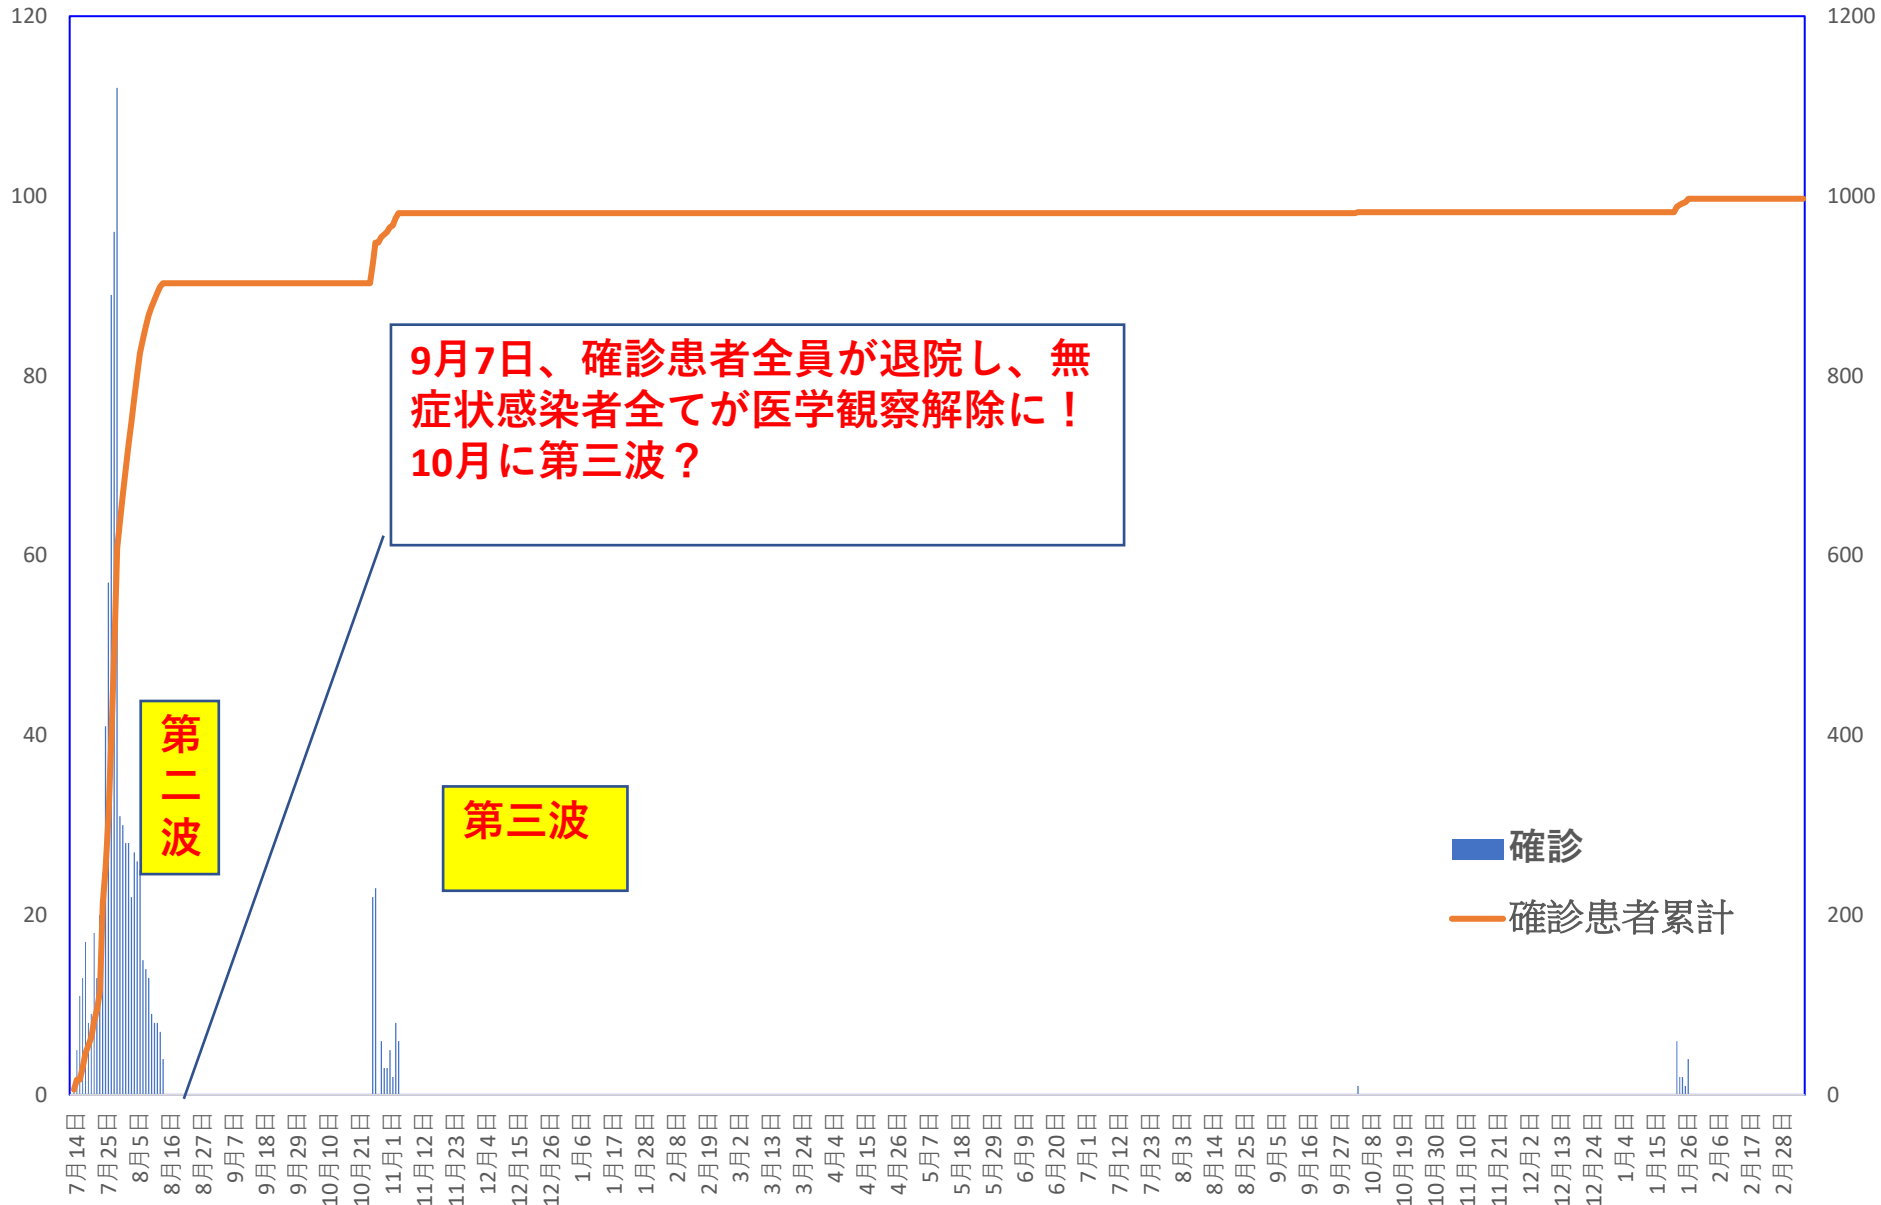 120
100
80
60
40
20
0
1200
1000
800
600
400
200
0
9月7日、確診患者全員が退院し、無
症状感染者全てが医学観察解除に！
10月に第三波？
第
二
波
第三波
確診
確診患者累計
7月14日
7月25日
8月5日
8月16日
8月27日
9月7日
9月18日
9月29日
10月10日
10月21日
11月1日
11月12日
11月23日
12月4日
12月15日
12月26日
1月6日
1月17日
1月28日
2月8日
2月19日
3月2日
3月13日
3月24日
4月4日
4月15日
4月26日
5月7日
5月18日
5月29日
6月9日
6月20日
7月1日
7月12日
7月23日
8月3日
8月14日
8月25日
9月5日
9月16日
9月27日
10月8日
10月19日
10月30日
11月10日
11月21日
12月2日
12月13日
12月24日
1月4日
1月15日
1月26日
2月6日
2月17日
2月28日